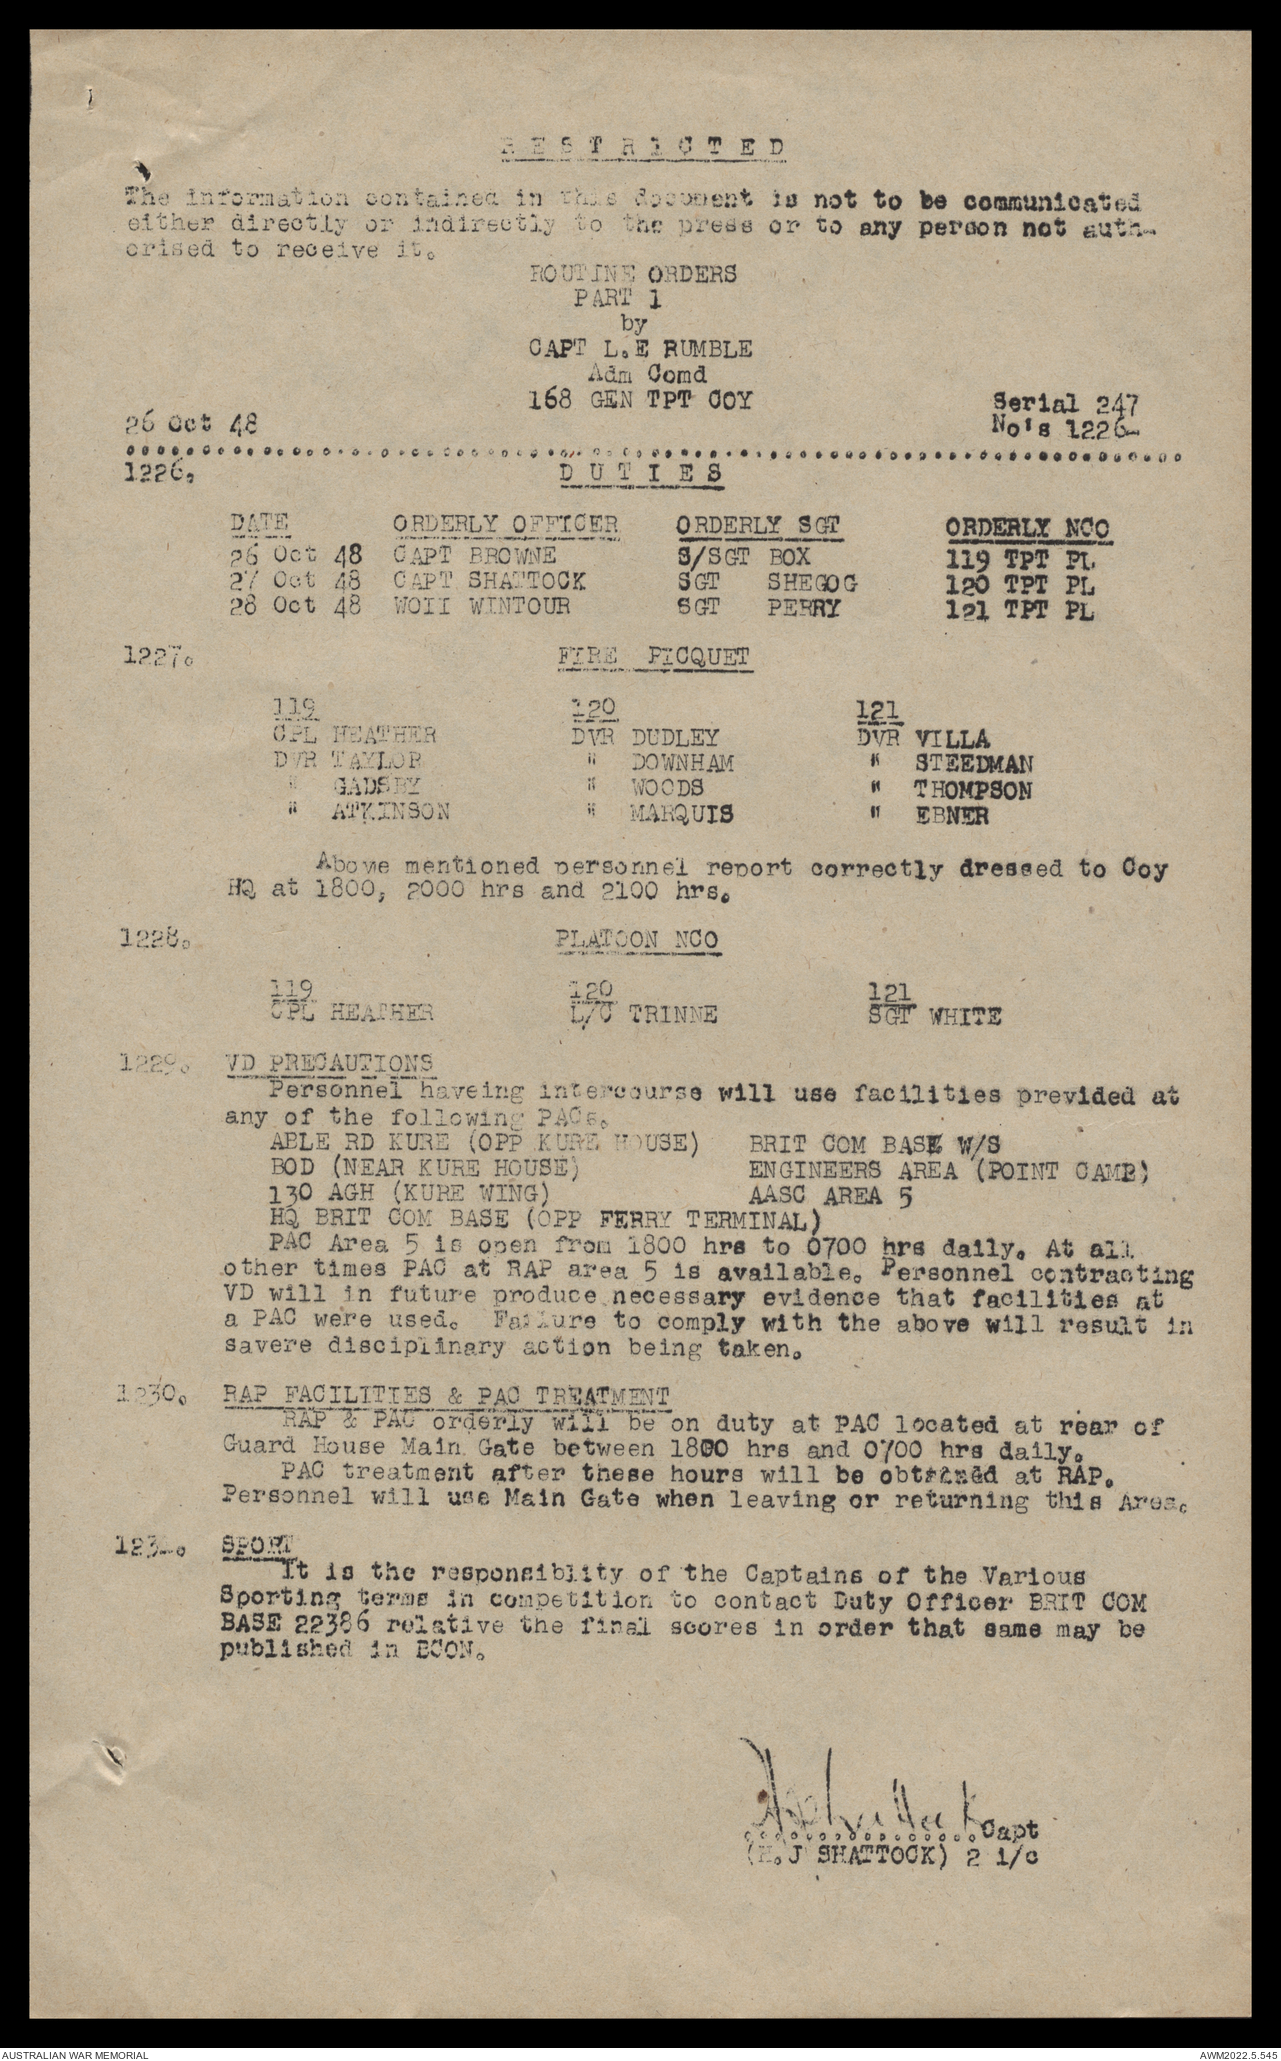 RESTRICTED
The information contained in this document is not to be communicated
either directly or indirectly to the press or to any person not auth-
orised to receive it.
ROUTINE ORDERS
PART 1
by
CAPT L.E RUMBLE
Adm Comd
168 GEN TPT COY
Serial 247
26 Oct 48 No's 1226-
1226. DUTIES
DATE ORDERLY OFFICER ORDERLY SGT ORDERLY NCO
26 Oct 48 CAPT BROWNE S/SGT BOX 119 TPT PL
27 Oct 48 CAPT SHATTOCK SGT SHEGOG 120 TPT PL
28 Oct 48 WOII WINTOUR SGT PERRY 121 TPT PL
1227. FIRE PICQUET
119 120 121
CPL HEATHER DVR DUDLEY DVR VILLA
DVR TAYLOR " DOWNHAM " STEEDMAN
" GADSBY " WOODS " THOMPSON
" ATKINSON " MARQUIS " EBNER
Above mentioned personnel report correctly dressed to Coy
HQ at 1800, 2000 hrs and 2100 hrs.
1228. PLATOON NCO
119 120 121
CPL HEATHER L/C TRINNE SGT WHITE
1229. VD PRECAUTIONS
Personnel haveing intercourse will use facilities previded at
any of the following PACs.
ABLE RD KURE (OPP KURE HOUSE) BRIT COM BASE W/S
BOD (NEAR KURE HOUSE) ENGINEERS AREA (POINT CAMP)
130 AGH (KURE WING) AASC AREA 5
HQ BRIT COM BASE (OPP FERRY TERMINAL)
PAC Area 5 is open from 1800 hrs to 0700 hrs daily. At all
other times PAC at RAP area 5 is available. Personnel contracting
VD will in future produce necessary evidence that facilities at
a PAC were used. Failure to comply with the above will result in
savere disciplinary action being taken.
1230. RAP FACILITIES & PAC TREATMENT
RAP & PAC orderly will be on duty at PAC located at rear of
Guard House Main Gate between 1800 hrs and 0700 hrs daily.
PAC treatment after these hours will be obtained at RAP.
Personnel will use Main Gate when leaving or returning this Area.
1231. SPORT
It is the responsiblity of the Captains of the Various
Sporting terms in competition to contact Duty Officer BRIT COM
BASE 22386 relative the final scores in order that same may be
published in BCON.
HJShattock
...............Capt
(H.J SHATTOCK) 2 i/c
AUSTRALIAN WAR MEMORIAL AWM2022.5.545